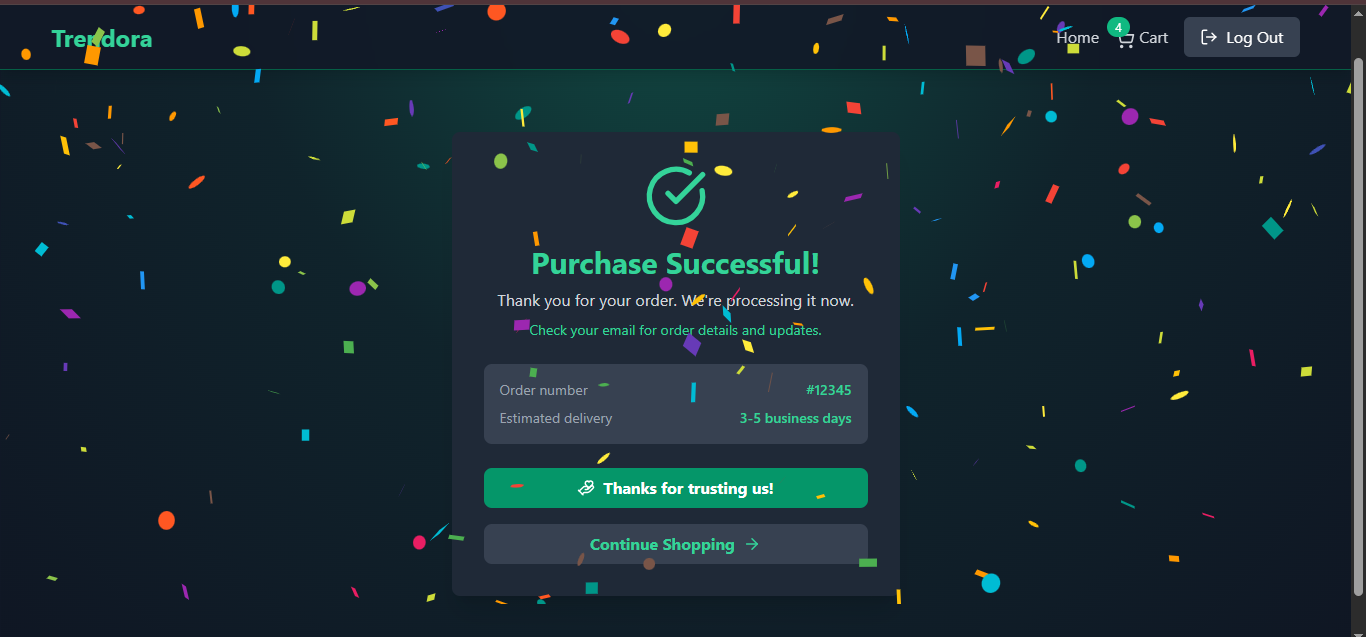 Trendora
Home
4
Cart
Log Out
Purchase Successful!
Thank you for your order. We're processing it now.
Check your email for order details and updates.
Order number #12345
Estimated delivery 3-5 business days
Thanks for trusting us!
Continue Shopping